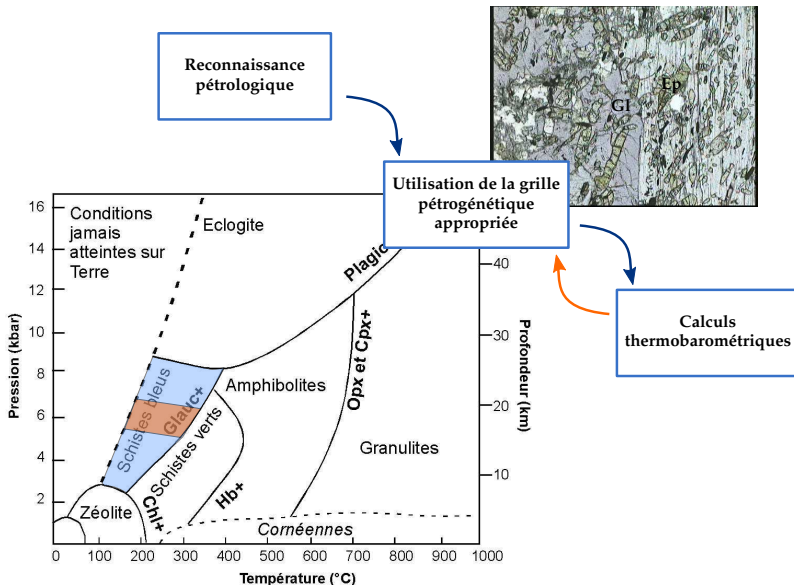 Reconnaissance
pétrologique
Ep
Gl
Utilisation de la grille
pétrogénétique
appropriée
Calculs
thermobarométriques
Conditions
jamais
atteintes sur
Terre
Eclogite
Plagio
Opx et Cpx+
Amphibolites
Schistes bleus
Glauc+
Schistes verts
Granulites
Hb+
Chl+
Zéolite
Cornéennes
Pression (kbar)
16
14
12
10
8
6
4
2
Profondeur (km)
40
30
20
10
0 100 200 300 400 500 600 700 800 900 1000
Température (°C)